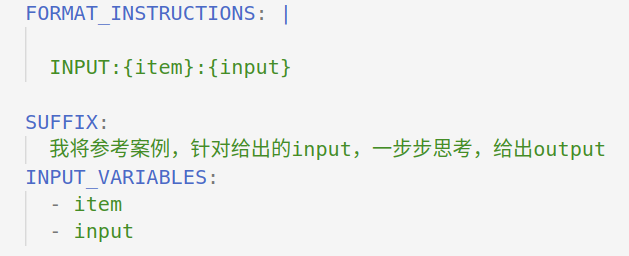 FORMAT_INSTRUCTIONS: |
INPUT:{item}:{input}
SUFFIX:
我将参考案例，针对给出的input，一步步思考，给出output
INPUT_VARIABLES:
- item
- input